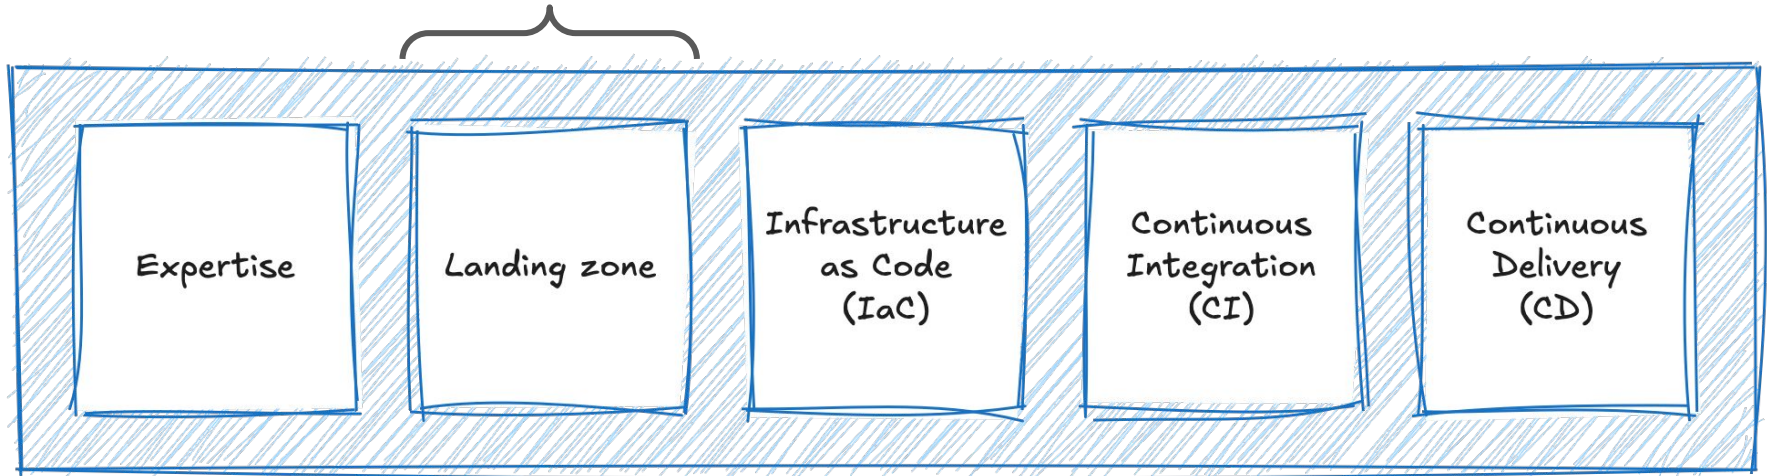 Expertise
Landing zone
Infrastructure
as Code
(IaC)
Continuous
Integration
(CI)
Continuous
Delivery
(CD)